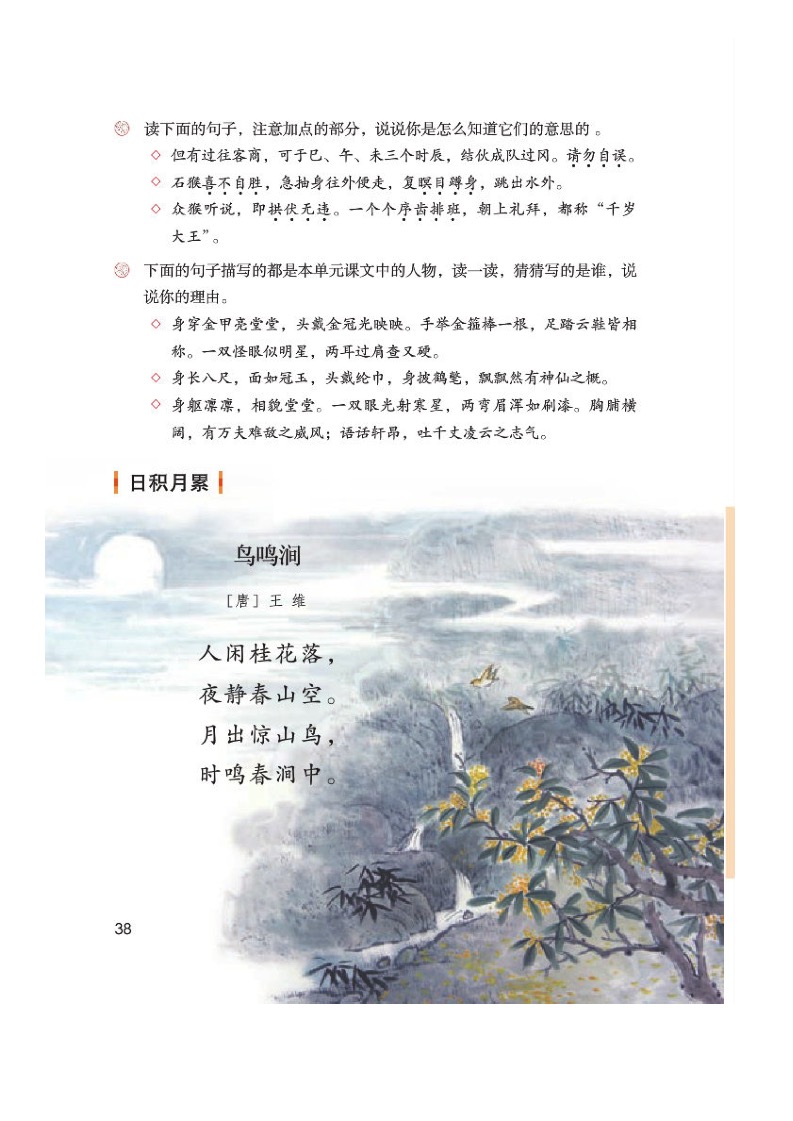 读下面的句子，注意加点的部分，说说你是怎么知道它们的意思的 。
◇ 但有过往客商，可于巳、午、未三个时辰，结伙成队过冈。请勿自误。
◇ 石猴喜不自胜，急抽身往外便走，复瞑目蹲身，跳出水外。
◇ 众猴听说，即拱伏无违。一个个序齿排班，朝上礼拜，都称“千岁
大王”。
下面的句子描写的都是本单元课文中的人物，读一读，猜猜写的是谁，说
说你的理由。
◇ 身穿金甲亮堂堂，头戴金冠光映映。手举金箍棒一根，足踏云鞋皆相
称。一双怪眼似明星，两耳过肩查又硬。
◇ 身长八尺，面如冠玉，头戴纶巾，身披鹤氅，飘飘然有神仙之概。
◇ 身躯凛凛，相貌堂堂。一双眼光射寒星，两弯眉浑如刷漆。胸脯横
阔，有万夫难敌之威风；语话轩昂，吐千丈凌云之志气。
日积月累
鸟鸣涧
［唐］王 维
人闲桂花落，
夜静春山空。
月出惊山鸟，
时鸣春涧中。
38